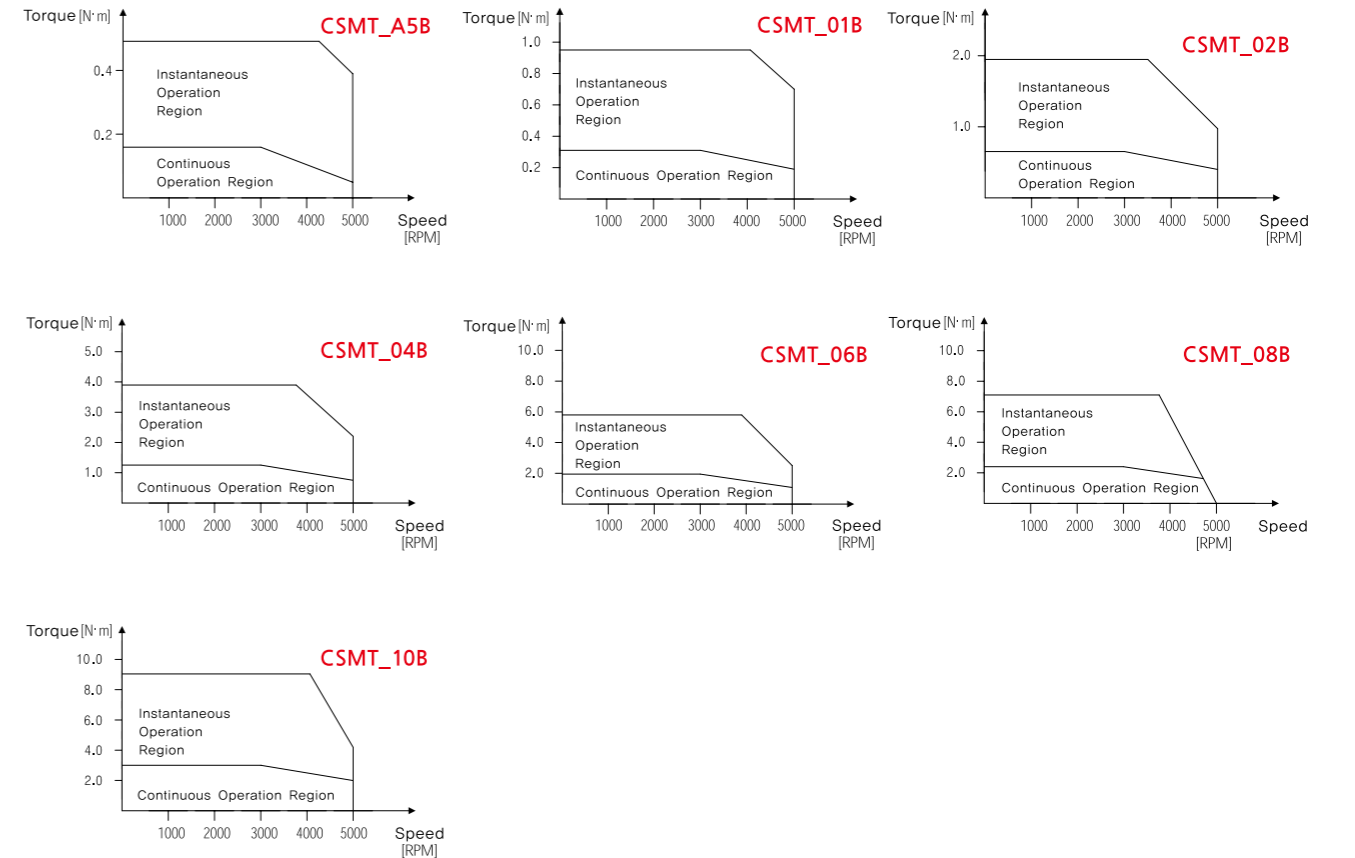 Torque[N·m]
CSMT_A5B
0.4
Instantaneous
Operation
Region
0.2
Continuous
Operation Region
1000 2000 3000 4000 5000 Speed
[RPM]
Torque[N·m]
CSMT_01B
1.0
0.8
Instantaneous
Operation
0.6
Region
0.4
0.2
Continuous Operation Region
1000 2000 3000 4000 5000 Speed
[RPM]
Torque[N·m]
CSMT_02B
2.0
Instantaneous
Operation
Region
1.0
Continuous
Operation Region
1000 2000 3000 4000 5000 Speed
[RPM]
Torque[N·m]
CSMT_04B
5.0
4.0
Instantaneous
3.0
Operation
Region
2.0
1.0
Continuous Operation Region
1000 2000 3000 4000 5000 Speed
[RPM]
Torque[N·m]
CSMT_06B
10.0
8.0
6.0
Instantaneous
Operation
4.0
Region
2.0
Continuous Operation Region
1000 2000 3000 4000 5000 Speed
[RPM]
Torque[N·m]
CSMT_08B
10.0
8.0
6.0
Instantaneous
Operation
4.0
Region
2.0
Continuous Operation Region
1000 2000 3000 4000 5000 Speed
[RPM]
Torque[N·m]
CSMT_10B
10.0
8.0
Instantaneous
6.0
Operation
4.0
Region
2.0
Continuous Operation Region
1000 2000 3000 4000 5000 Speed
[RPM]